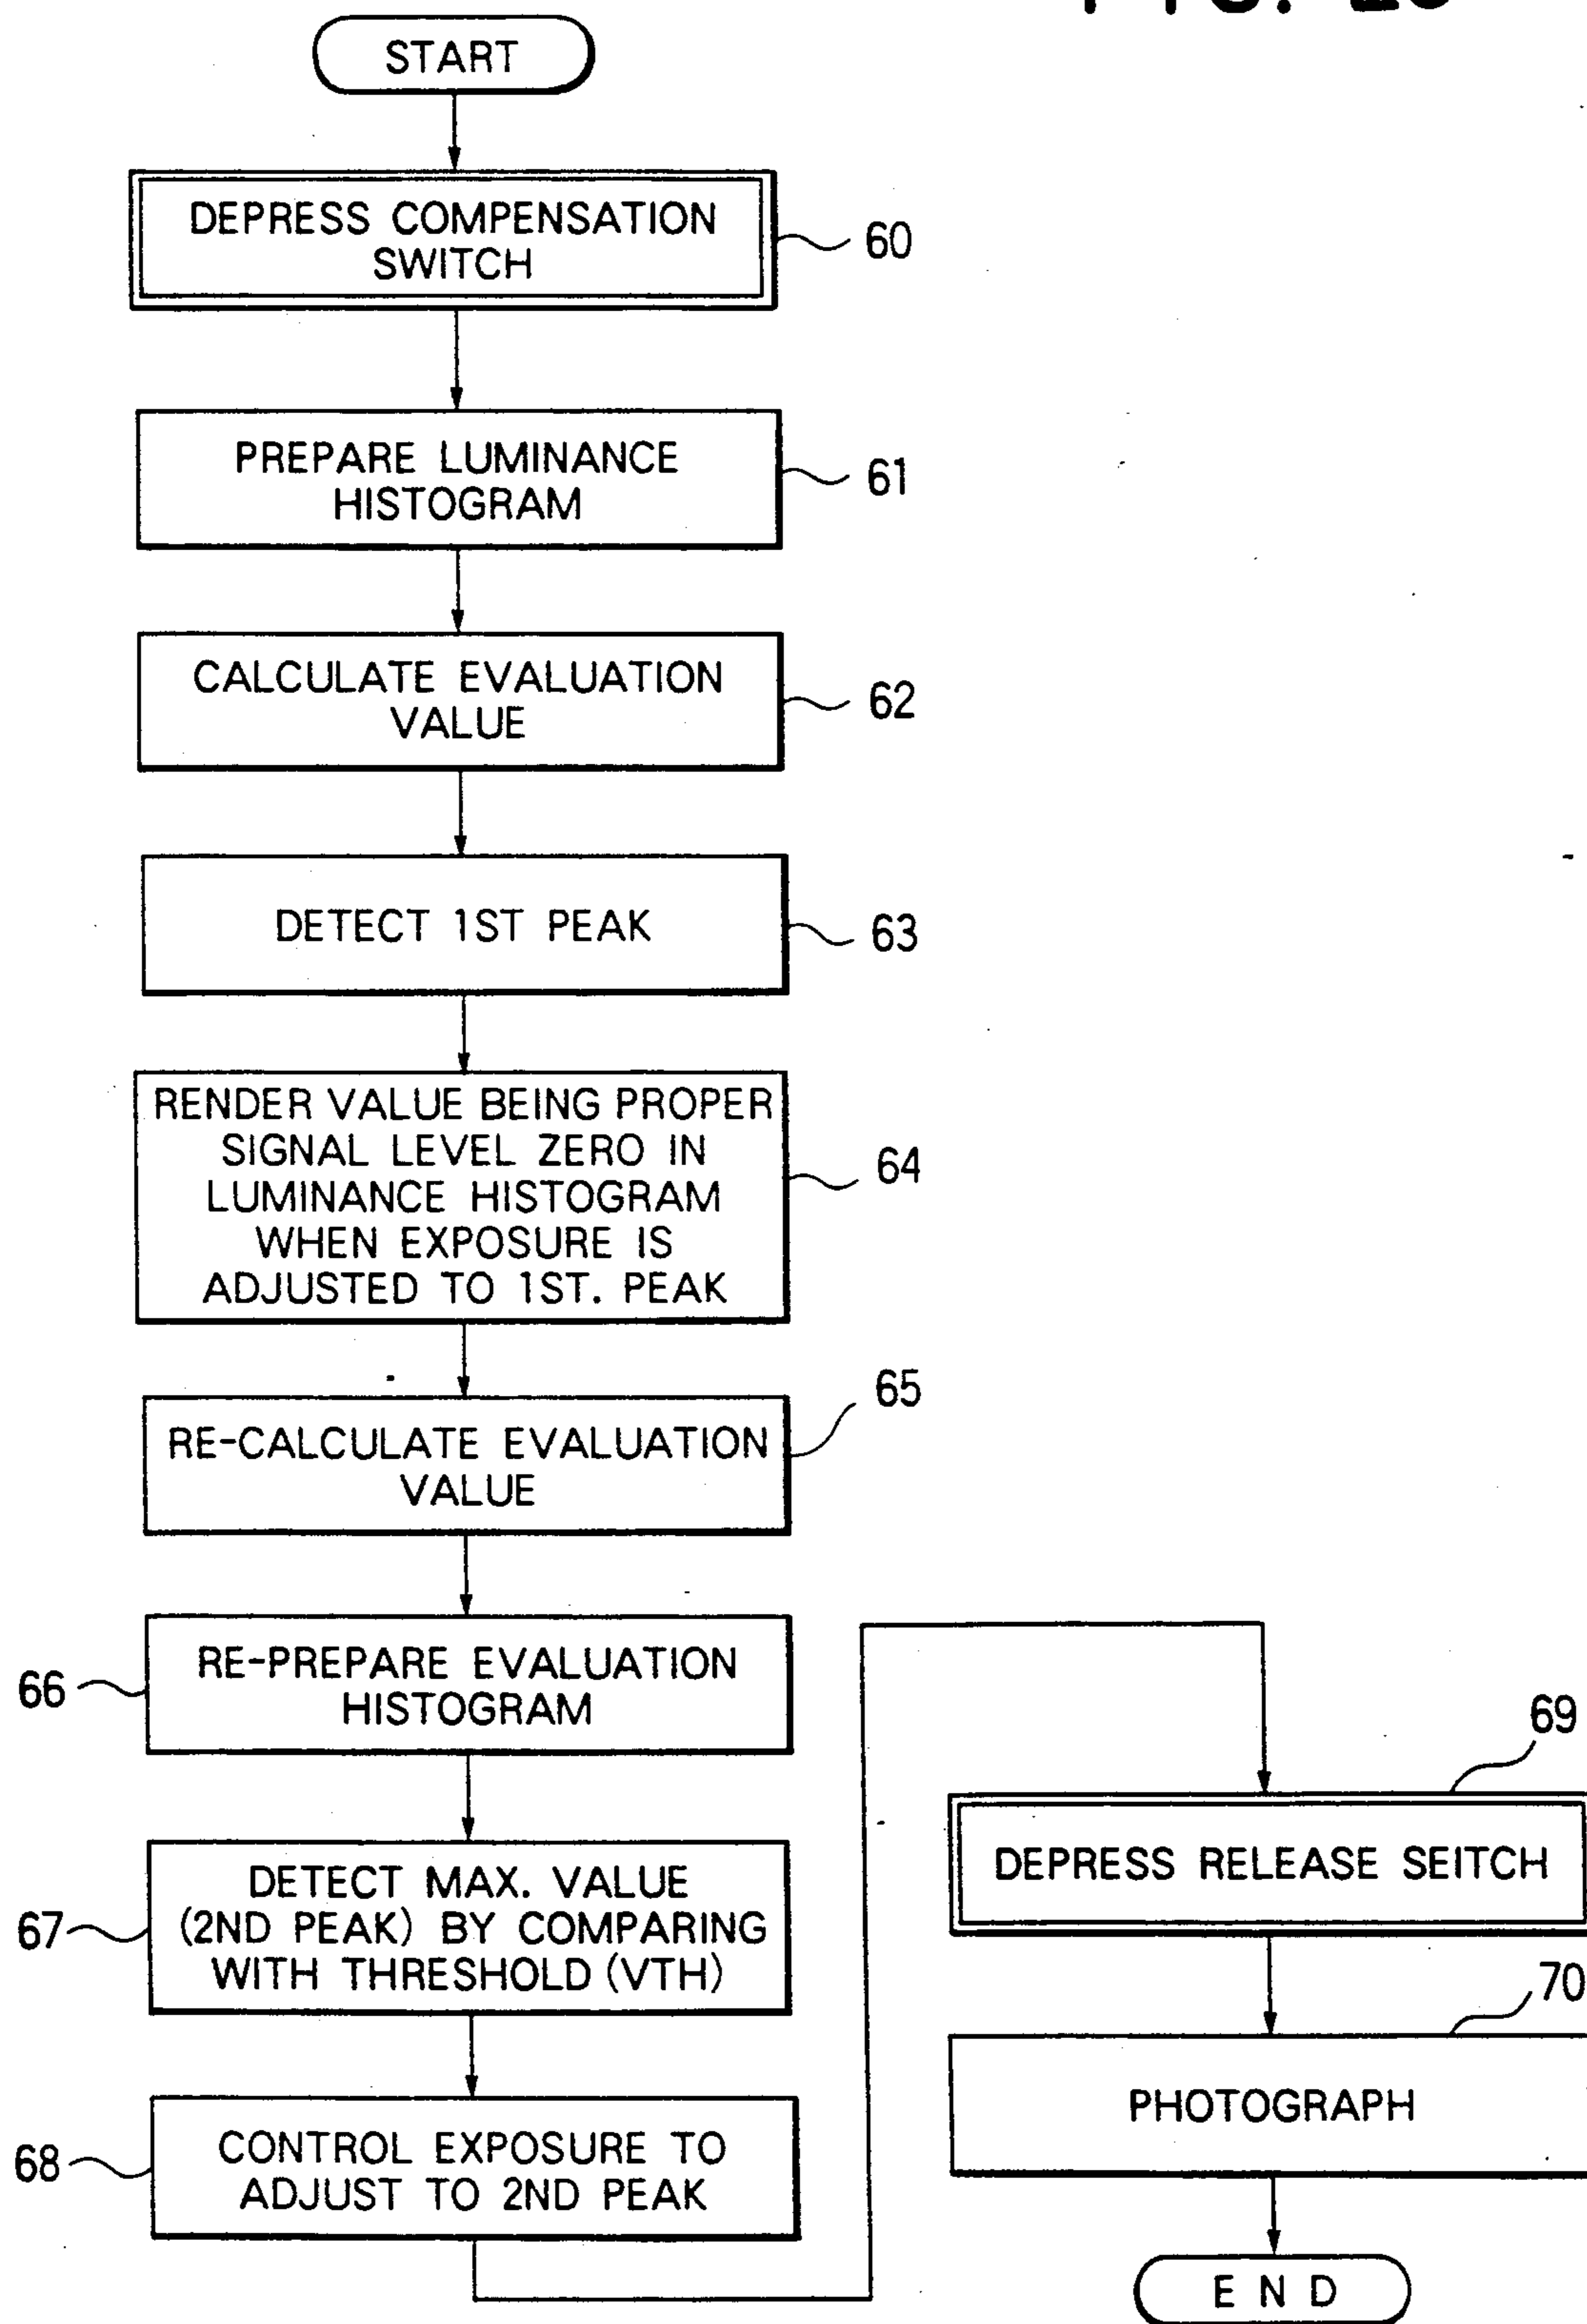 START
DEPRESS COMPENSATION
SWITCH
60
PREPARE LUMINANCE
HISTOGRAM
61
CALCULATE EVALUATION
VALUE
62
DETECT 1ST PEAK
63
RENDER VALUE BEING PROPER
SIGNAL LEVEL ZERO IN
LUMINANCE HISTOGRAM
WHEN EXPOSURE IS
ADJUSTED TO 1ST. PEAK
64
RE-CALCULATE EVALUATION
VALUE
65
RE-PREPARE EVALUATION
HISTOGRAM
66
DETECT MAX. VALUE
(2ND PEAK) BY COMPARING
WITH THRESHOLD (VTH)
67
CONTROL EXPOSURE TO
ADJUST TO 2ND PEAK
68
69
DEPRESS RELEASE SEITCH
70
PHOTOGRAPH
END